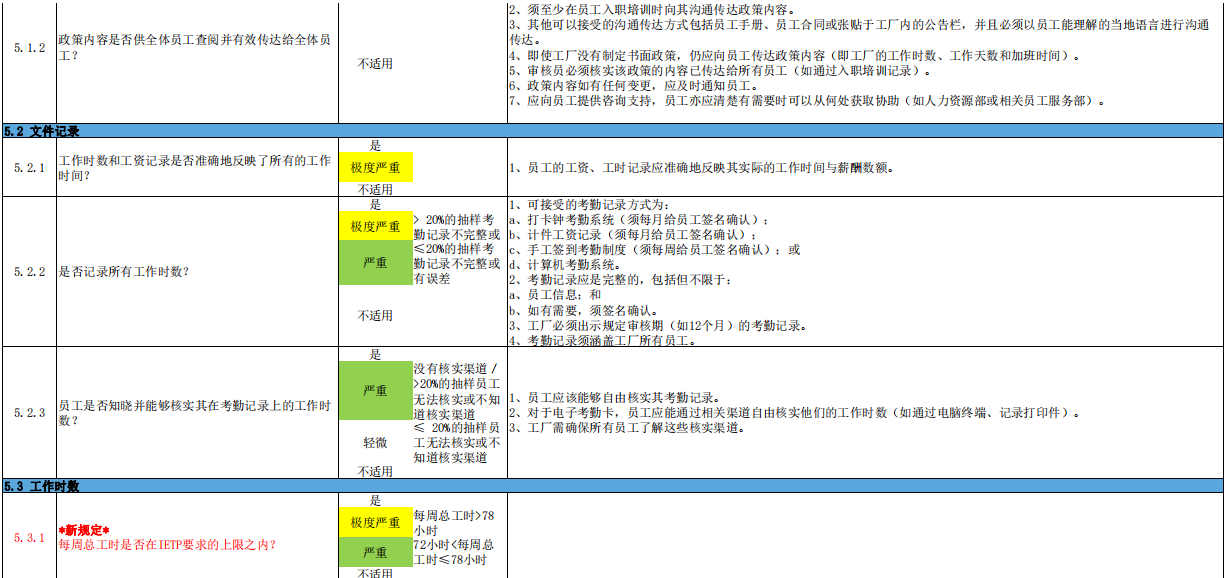 2、须至少在员工入职培训时向其沟通传达政策内容。
3、其他可以接受的沟通传达方式包括员工手册、员工合同或张贴于工厂内的公告栏，并且必须以员工能理解的当地语言进行沟通
传达。
4、即使工厂没有制定书面政策，仍应向员工传达政策内容（即工厂的工作时数、工作天数和加班时间）。
5、审核员必须核实该政策的内容已传达给所有员工（如通过入职培训记录）。
6、政策内容如有任何变更，应及时通知员工。
7、应向员工提供咨询支持，员工亦应清楚有需要时可以从何处获取协助（如人力资源部或相关员工服务部）。
5.1.2
政策内容是否供全体员工查阅并有效传达给全体员
工？
不适用
5.2 文件记录
5.2.1
工作时数和工资记录是否准确地反映了所有的工作
时间？
是
极度严重
不适用
1、员工的工资、工时记录应准确地反映其实际的工作时间与薪酬数额。
5.2.2
是否记录所有工作时数？
是
极度严重
> 20%的抽样考
勤记录不完整或
严重
≤20%的抽样考
勤记录不完整或
有误差
不适用
1、可接受的考勤记录方式为：
a、打卡钟考勤系统（须每月给员工签名确认）；
b、计件工资记录（须每月给员工签名确认）；
c、手工签到考勤制度（须每周给员工签名确认）；或
d、计算机考勤系统。
2、考勤记录应是完整的，包括但不限于：
a、员工信息；和
b、如有需要，须签名确认。
3、工厂必须出示规定审核期（如12个月）的考勤记录。
4、考勤记录须涵盖工厂所有员工。
5.2.3
员工是否知晓并能够核实其在考勤记录上的工作时
数？
是
严重
没有核实渠道／
>20%的抽样员工
无法核实或不知
道核实渠道
轻微
≤ 20%的抽样员
工无法核实或不
知道核实渠道
不适用
1、员工应该能够自由核实其考勤记录。
2、对于电子考勤卡，员工应能通过相关渠道自由核实他们的工作时数（如通过电脑终端、记录打印件）。
3、工厂需确保所有员工了解这些核实渠道。
5.3 工作时数
5.3.1
*新规定*
每周总工时是否在IETP要求的上限之内？
是
极度严重
每周总工时>78
小时
严重
72小时<每周总
工时≤78小时
不适用